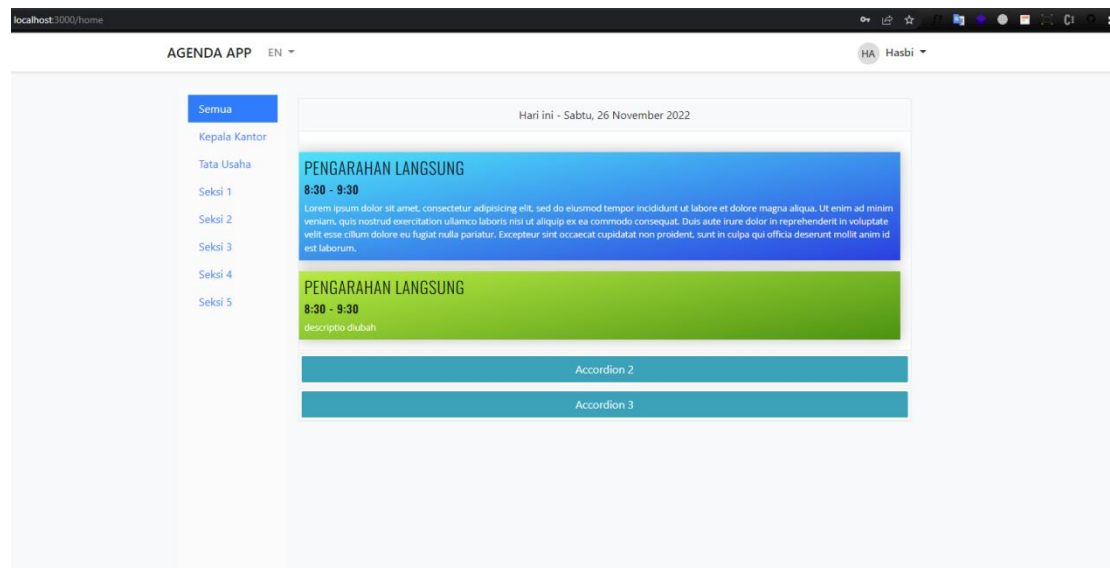 localhost:3000/home
AGENDA APP EN
HA Hasbi
Semua
Kepala Kantor
Tata Usaha
Seksi 1
Seksi 2
Seksi 3
Seksi 4
Seksi 5
Hari ini - Sabtu, 26 November 2022
PENGARAHAN LANGSUNG
8:30 - 9:30
Lorem ipsum dolor sit amet, consectetur adipisicing elit, sed do eiusmod tempor incididunt ut labore et dolore magna aliqua. Ut enim ad minim
veniam, quis nostrud exercitation ullamco laboris nisi ut aliquip ex ea commodo consequat. Duis aute irure dolor in reprehenderit in voluptate
velit esse cillum dolore eu fugiat nulla pariatur. Excepteur sint occaecat cupidatat non proident, sunt in culpa qui officia deserunt mollit anim id
est laborum.
PENGARAHAN LANGSUNG
8:30 - 9:30
descriptio diubah
Accordion 2
Accordion 3